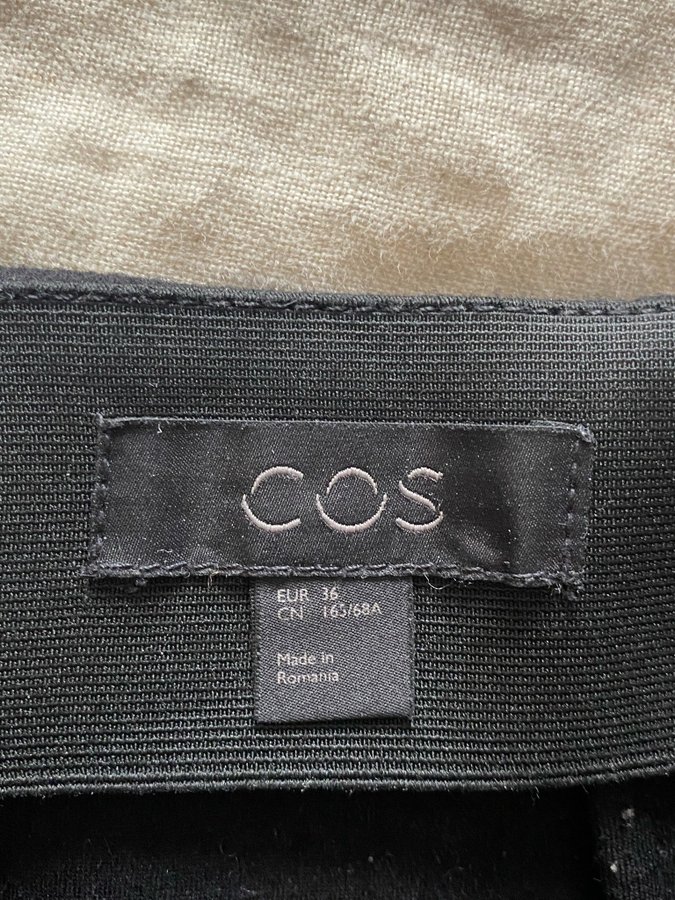 COS
EUR 36
CN 165/68A
Made in
Romania